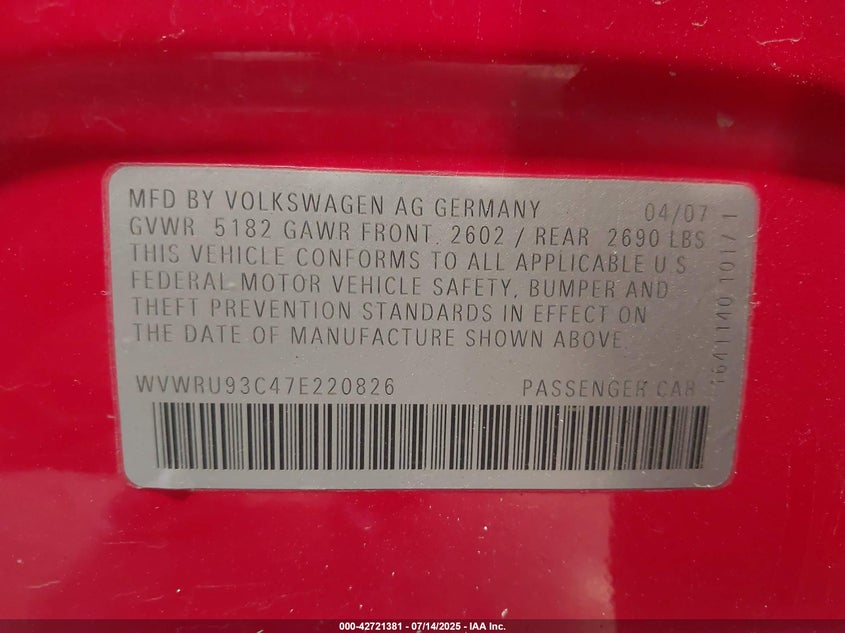 MFD BY VOLKSWAGEN AG GERMANY 04/07
GVWR. 5182 GAWR FRONT. 2602 / REAR 2690 LBS
THIS VEHICLE CONFORMS TO ALL APPLICABLE U S
FEDERAL MOTOR VEHICLE SAFETY, BUMPER AND
THEFT PREVENTION STANDARDS IN EFFECT ON
THE DATE OF MANUFACTURE SHOWN ABOVE.
WVWRU93C47E220826 PASSENGER CAR
000-42721381 - 07/14/2025 - IAA Inc.